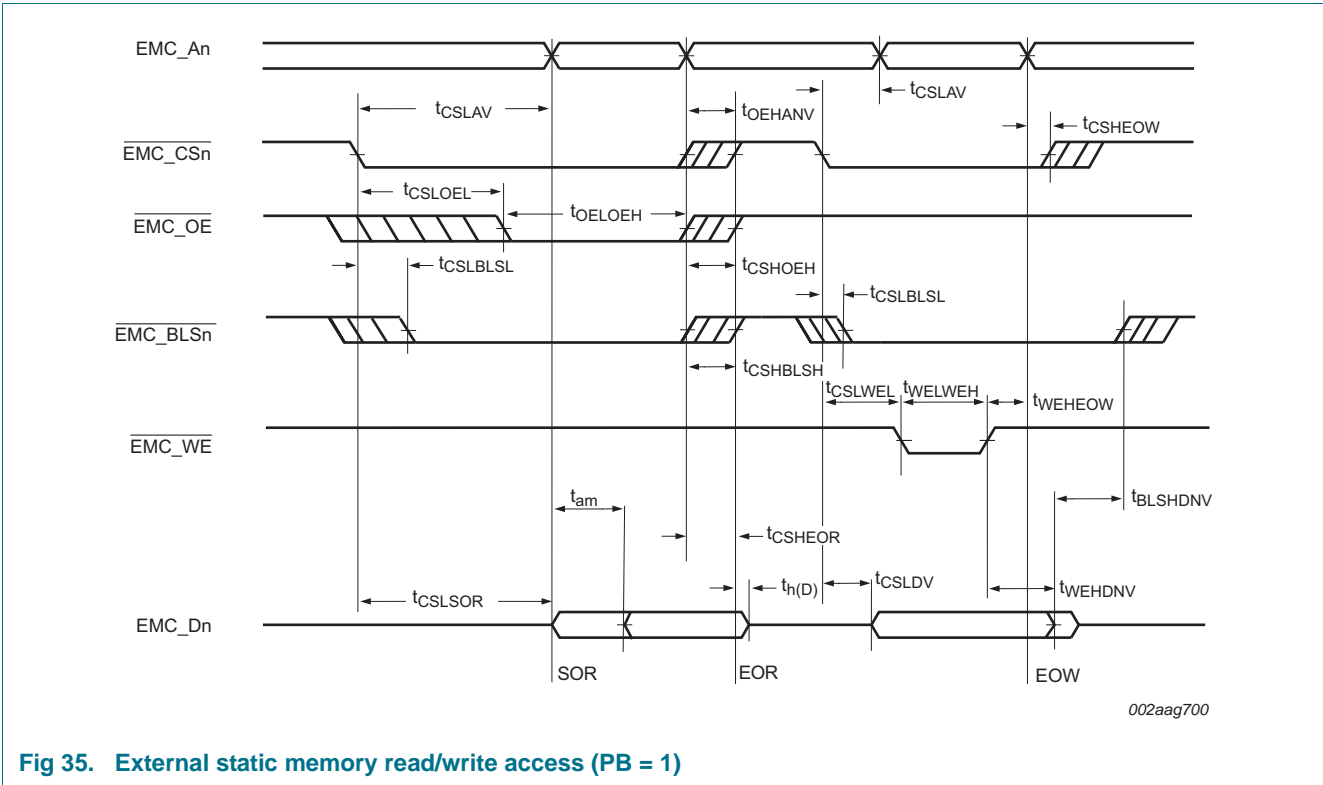 EMC_An
tCSLAV
tCSLAV
tOEHANV
tCSHEOW
EMC_CSn
tCSLOEL
tOELOEH
EMC_OE
tCSLBLSL
tCSHOEH
tCSLBLSL
EMC_BLSn
tCSHBLSH
tCSLWEL
tWELWEH
tWEHEOW
EMC_WE
tam
tBLSHDNV
tCSHEOR
tCSLSOR
th(D)
tCSLDV
tWEHDNV
EMC_Dn
SOR
EOR
EOW
002aag700
Fig 35. External static memory read/write access (PB = 1)